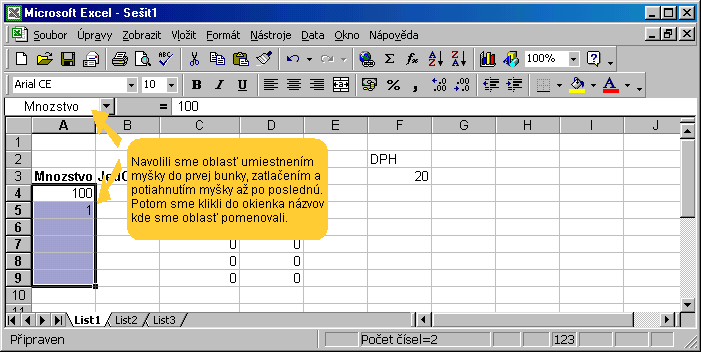 Microsoft Excel - Sešit1
Soubor Úpravy Zobrazit Vložit Formát Nástroje Data Okno Nápověda
Σ fx 100% ?
Arial CE 10 B I U % , ,00
Mnozstvo = 100
A B C D E F G H I J
1
2 DPH
3 Mnozstvo 20
4 100
5 1
6
7 0 0
8 0 0
9 0 0
10
11
Navolili sme oblasť umiestnením
myšky do prvej bunky, zatlačením a
potiahnutím myšky až po poslednú.
Potom sme klikli do okienka názvov
kde sme oblasť pomenovali.
List1 List2 List3
Připraven Počet čísel=2 123